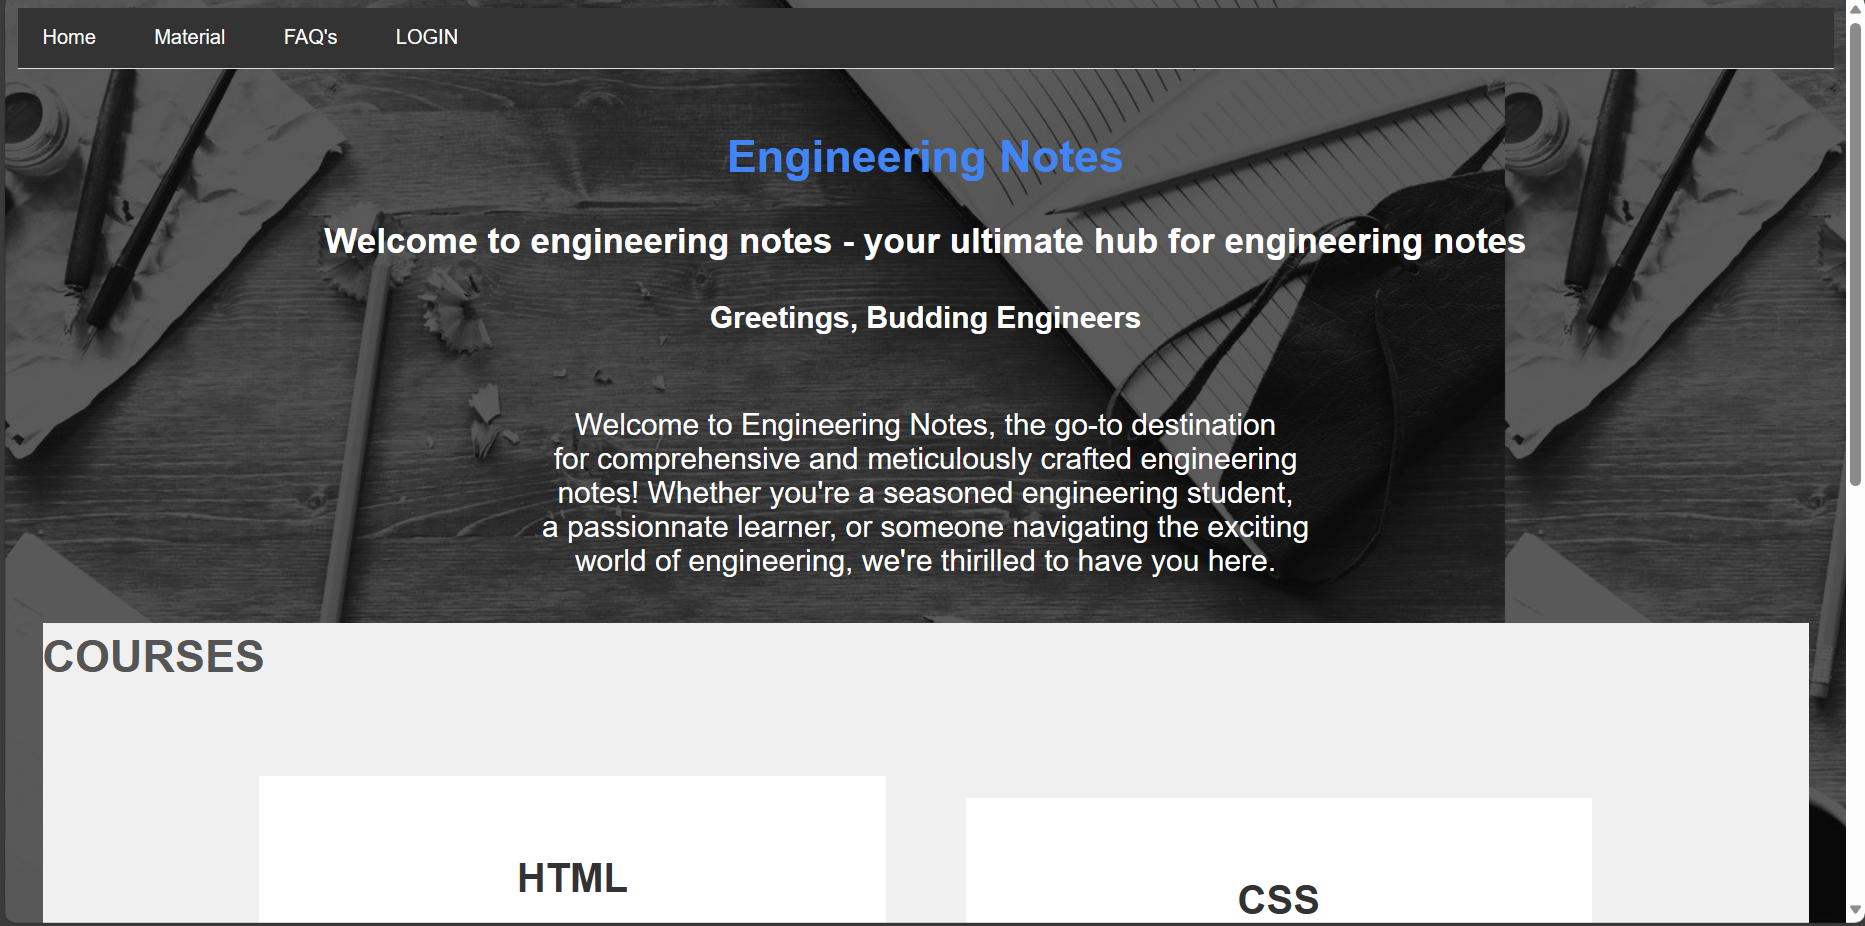 Home Material FAQ's LOGIN
Engineering Notes
Welcome to engineering notes - your ultimate hub for engineering notes
Greetings, Budding Engineers
Welcome to Engineering Notes, the go-to destination
for comprehensive and meticulously crafted engineering
notes! Whether you're a seasoned engineering student,
a passionnate learner, or someone navigating the exciting
world of engineering, we're thirilled to have you here.
COURSES
HTML
CSS